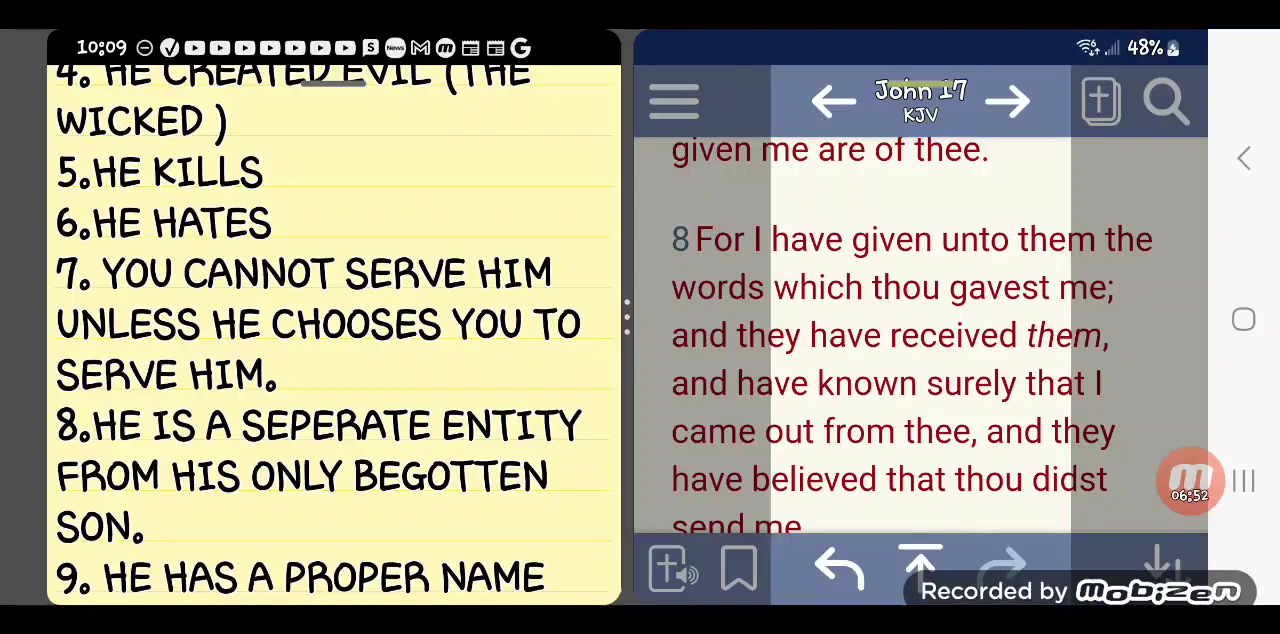 10:09
S
News
M
m
G
4. HE CREATED EVIL (THE
WICKED )
5.HE KILLS
6.HE HATES
7. YOU CANNOT SERVE HIM
UNLESS HE CHOOSES YOU TO
SERVE HIM.
8.HE IS A SEPERATE ENTITY
FROM HIS ONLY BEGOTTEN
SON.
9. HE HAS A PROPER NAME
48%
John 17
KJV
given me are of thee.
8 For I have given unto them the
words which thou gavest me;
and they have received them,
and have known surely that I
came out from thee, and they
have believed that thou didst
send me.
m
06:52
Recorded by mobizen